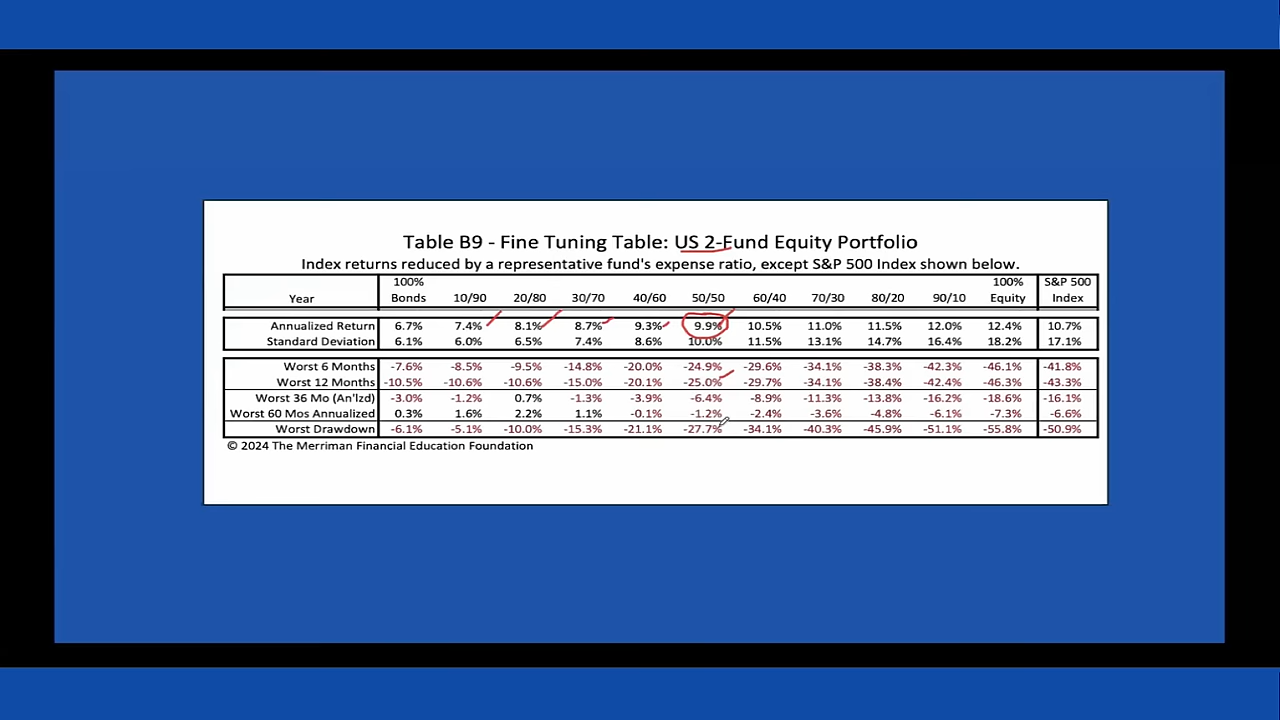 Table B9 - Fine Tuning Table: US 2-Fund Equity Portfolio
Index returns reduced by a representative fund's expense ratio, except S&P 500 Index shown below.
Year 100% Bonds 10/90 20/80 30/70 40/60 50/50 60/40 70/30 80/20 90/10 100% Equity S&P 500 Index
Annualized Return 6.7% 7.4% 8.1% 8.7% 9.3% 9.9% 10.5% 11.0% 11.5% 12.0% 12.4% 10.7%
Standard Deviation 6.1% 6.0% 6.5% 7.4% 8.6% 10.0% 11.5% 13.1% 14.7% 16.4% 18.2% 17.1%
Worst 6 Months -7.6% -8.5% -9.5% -14.8% -20.0% -24.9% -29.6% -34.1% -38.3% -42.3% -46.1% -41.8%
Worst 12 Months -10.5% -10.6% -10.6% -15.0% -20.1% -25.0% -29.7% -34.1% -38.4% -42.4% -46.3% -43.3%
Worst 36 Mo (An'lzd) -3.0% -1.2% 0.7% -1.3% -3.9% -6.4% -8.9% -11.3% -13.8% -16.2% -18.6% -16.1%
Worst 60 Mos Annualized 0.3% 1.6% 2.2% 1.1% -0.1% -1.2% -2.4% -3.6% -4.8% -6.1% -7.3% -6.6%
Worst Drawdown -6.1% -5.1% -10.0% -15.3% -21.1% -27.7% -34.1% -40.3% -45.9% -51.1% -55.8% -50.9%
© 2024 The Merriman Financial Education Foundation